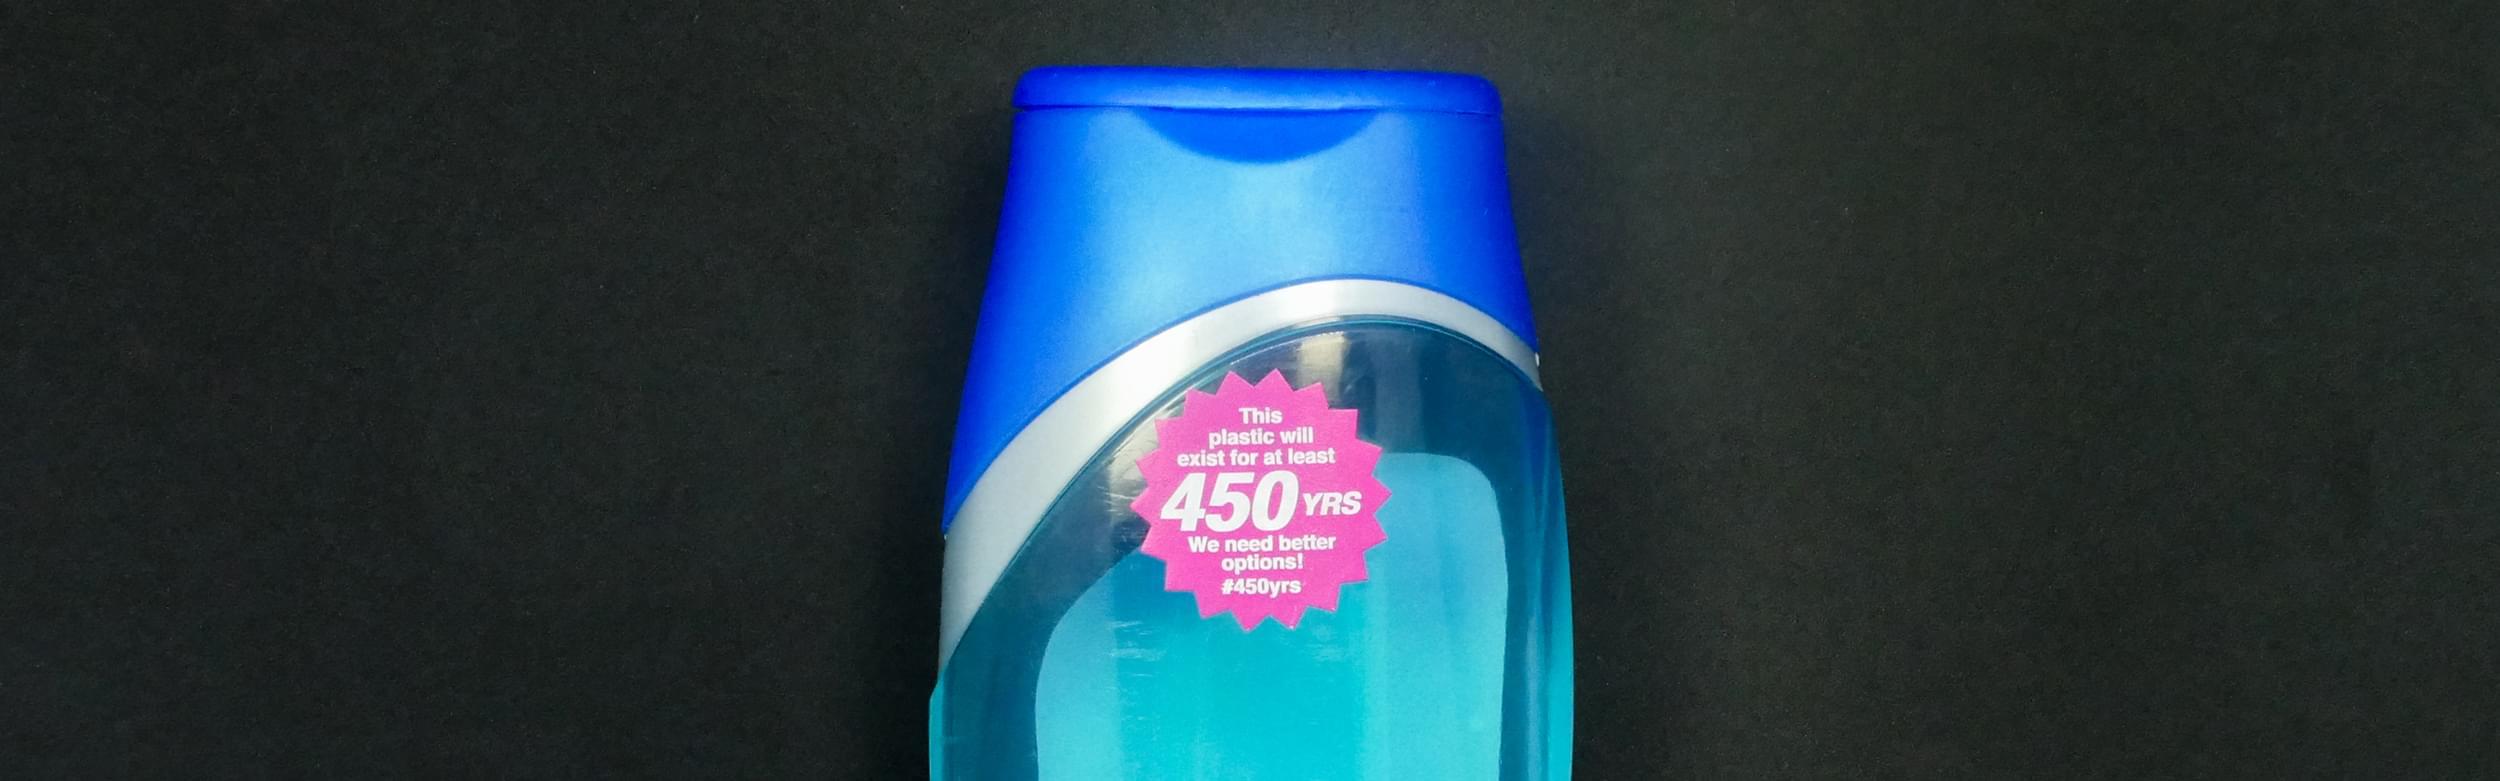 This
plastic will
exist for at least
450 YRS
We need better
options!
#450yrs